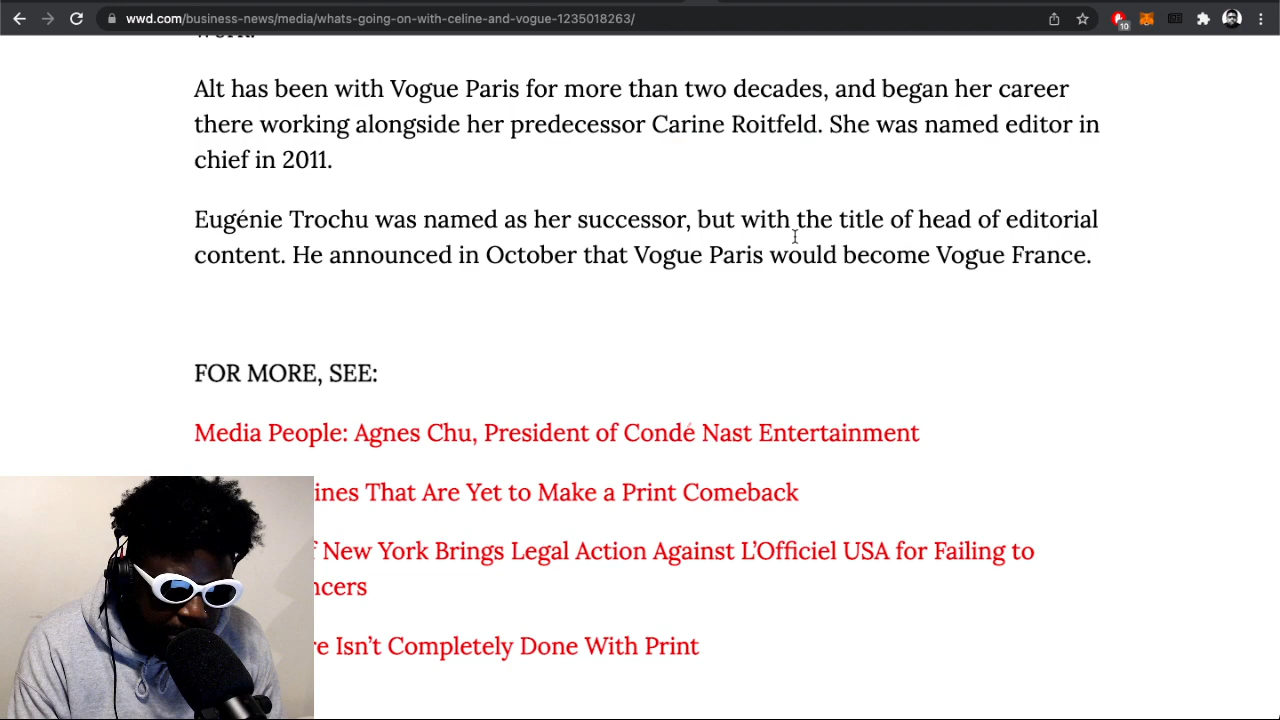 wwd.com/business-news/media/whats-going-on-with-celine-and-vogue-1235018263/
10
Alt has been with Vogue Paris for more than two decades, and began her career
there working alongside her predecessor Carine Roitfeld. She was named editor in
chief in 2011.
Eugénie Trochu was named as her successor, but with the title of head of editorial
content. He announced in October that Vogue Paris would become Vogue France.
FOR MORE, SEE:
Media People: Agnes Chu, President of Condé Nast Entertainment
That Are Yet to Make a Print Comeback
New York Brings Legal Action Against L’Officiel USA for Failing to
Isn’t Completely Done With Print